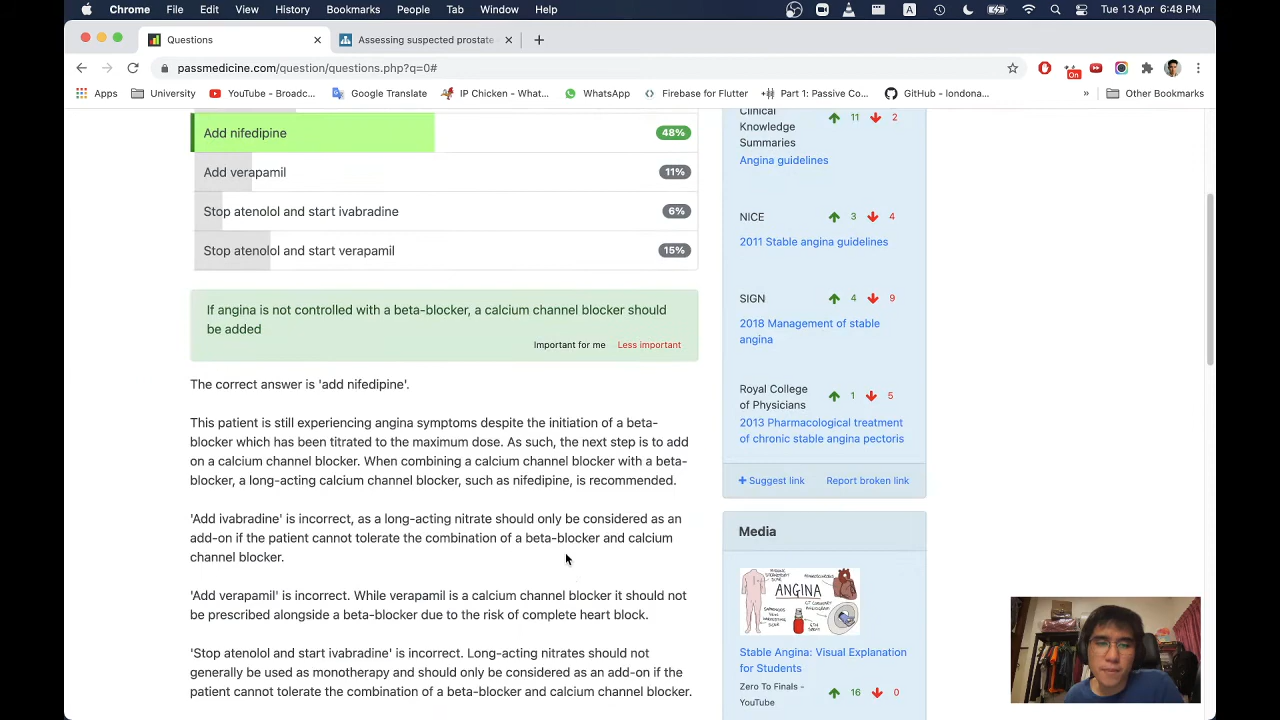 Chrome File Edit View History Bookmarks People Tab Window Help
A Tue 13 Apr 6:48 PM
Questions
Assessing suspected prostate
passmedicine.com/question/questions.php?q=0#
On
Apps University YouTube - Broadc... Google Translate IP Chicken - What... WhatsApp Firebase for Flutter Part 1: Passive Co... GitHub - londona... » Other Bookmarks
Add nifedipine 48%
Add verapamil 11%
Stop atenolol and start ivabradine 6%
Stop atenolol and start verapamil 15%
If angina is not controlled with a beta-blocker, a calcium channel blocker should
be added
Important for me Less important
The correct answer is 'add nifedipine'.
This patient is still experiencing angina symptoms despite the initiation of a beta-
blocker which has been titrated to the maximum dose. As such, the next step is to add
on a calcium channel blocker. When combining a calcium channel blocker with a beta-
blocker, a long-acting calcium channel blocker, such as nifedipine, is recommended.
'Add ivabradine' is incorrect, as a long-acting nitrate should only be considered as an
add-on if the patient cannot tolerate the combination of a beta-blocker and calcium
channel blocker.
'Add verapamil' is incorrect. While verapamil is a calcium channel blocker it should not
be prescribed alongside a beta-blocker due to the risk of complete heart block.
'Stop atenolol and start ivabradine' is incorrect. Long-acting nitrates should not
generally be used as monotherapy and should only be considered as an add-on if the
patient cannot tolerate the combination of a beta-blocker and calcium channel blocker.
Clinical
Knowledge
Summaries
11 2
Angina guidelines
NICE 3 4
2011 Stable angina guidelines
SIGN 4 9
2018 Management of stable
angina
Royal College
of Physicians
1 5
2013 Pharmacological treatment
of chronic stable angina pectoris
+ Suggest link Report broken link
Media
ANGINA
Stable Angina: Visual Explanation
for Students
Zero To Finals -
YouTube
16 0